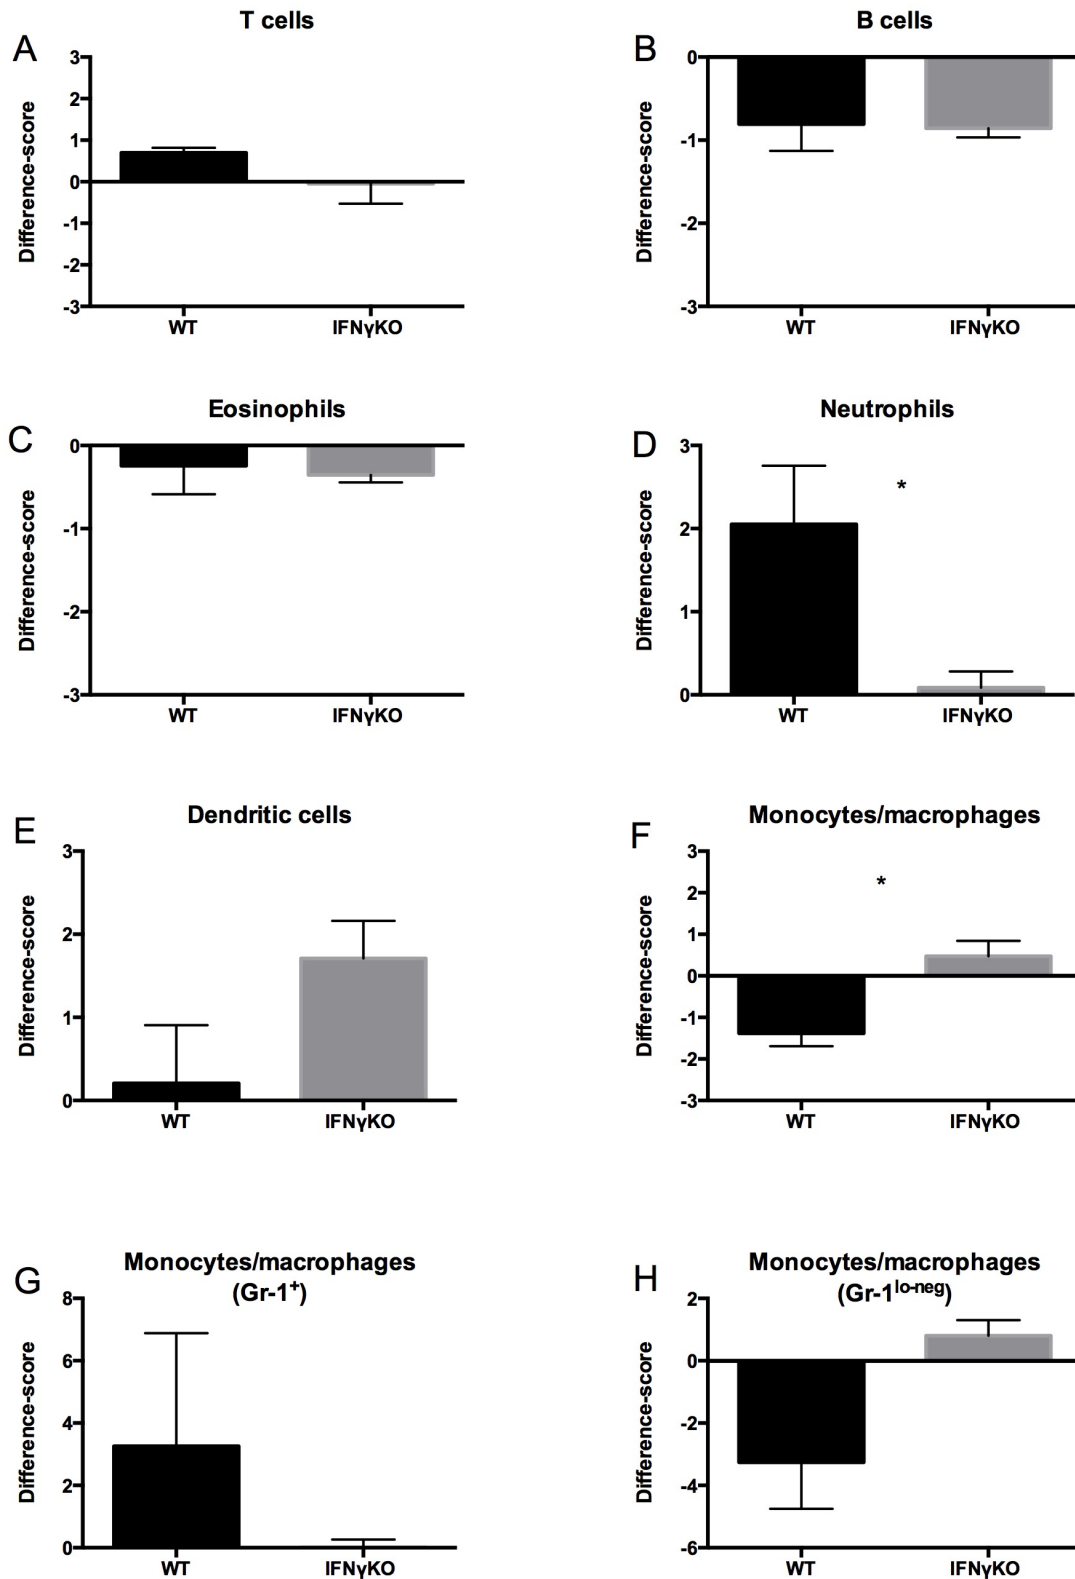 A
T cells
3
2
1
0
-1
-2
-3
Difference-score
WT
IFNγKO
B
B cells
0
-1
-2
-3
Difference-score
WT
IFNγKO
C
Eosinophils
0
-1
-2
-3
Difference-score
WT
IFNγKO
D
Neutrophils
3
2
1
0
Difference-score
*
WT
IFNγKO
E
Dendritic cells
3
2
1
0
Difference-score
WT
IFNγKO
F
Monocytes/macrophages
3
2
1
0
-1
-2
-3
Difference-score
*
WT
IFNγKO
G
Monocytes/macrophages
(Gr-1⁺)
8
6
4
2
0
Difference-score
WT
IFNγKO
H
Monocytes/macrophages
(Gr-1lo-neg)
2
0
-2
-4
-6
Difference-score
WT
IFNγKO